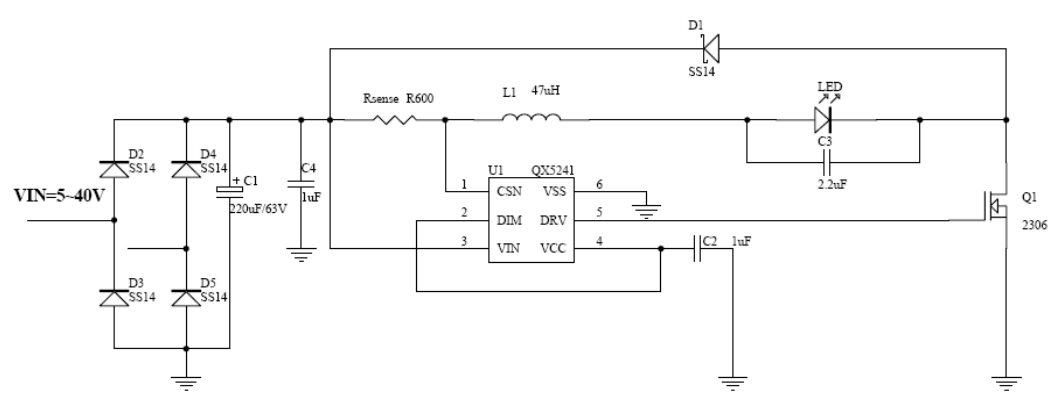 D1
SS14
Rsense R600
L1 47uH
LED
C3
2.2uF
D2
SS14
D4
SS14
+ C1
220uF/63V
C4
1uF
VIN=5~40V
D3
SS14
D5
SS14
U1 QX5241
1 CSN VSS 6
2 DIM DRV 5
3 VIN VCC 4
C2 1uF
Q1
2306